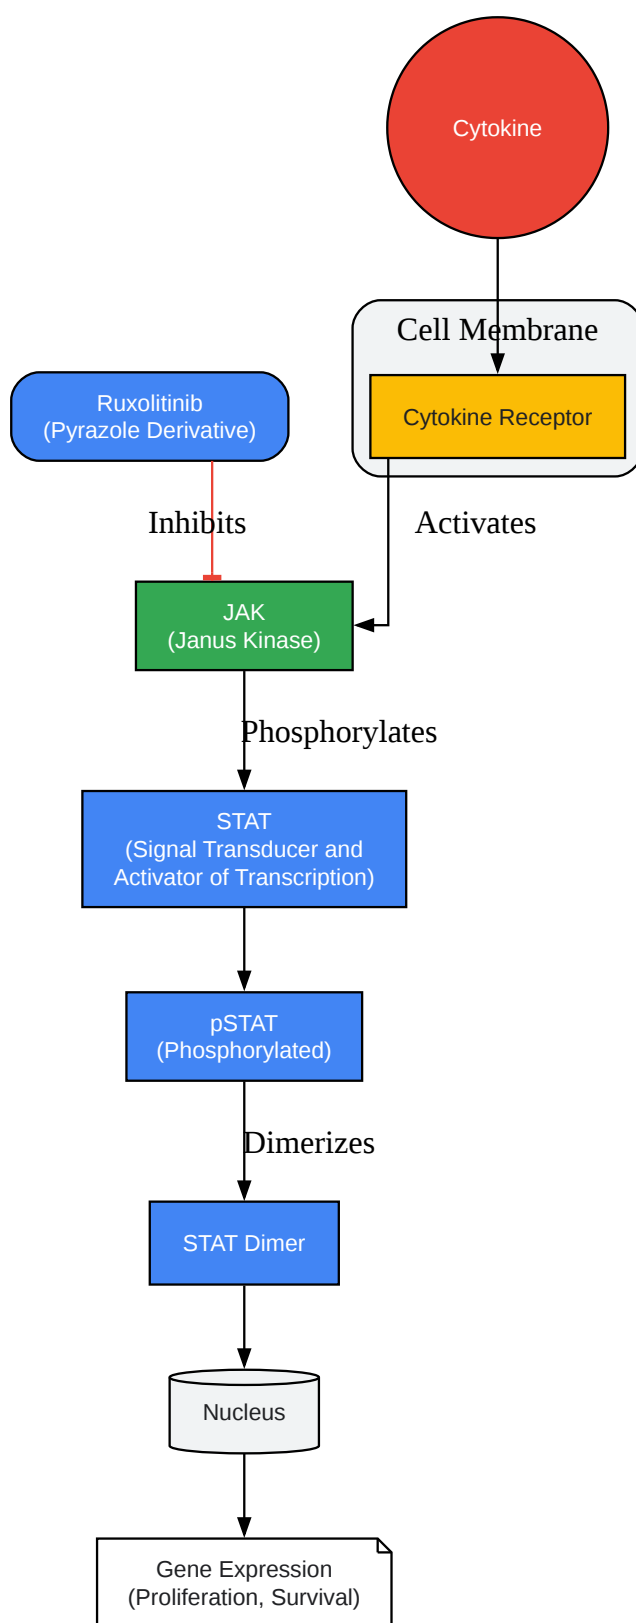 Cytokine
Cell Membrane
Cytokine Receptor
Ruxolitinib
(Pyrazole Derivative)
Inhibits
Activates
JAK
(Janus Kinase)
Phosphorylates
STAT
(Signal Transducer and
Activator of Transcription)
pSTAT
(Phosphorylated)
Dimerizes
STAT Dimer
Nucleus
Gene Expression
(Proliferation, Survival)